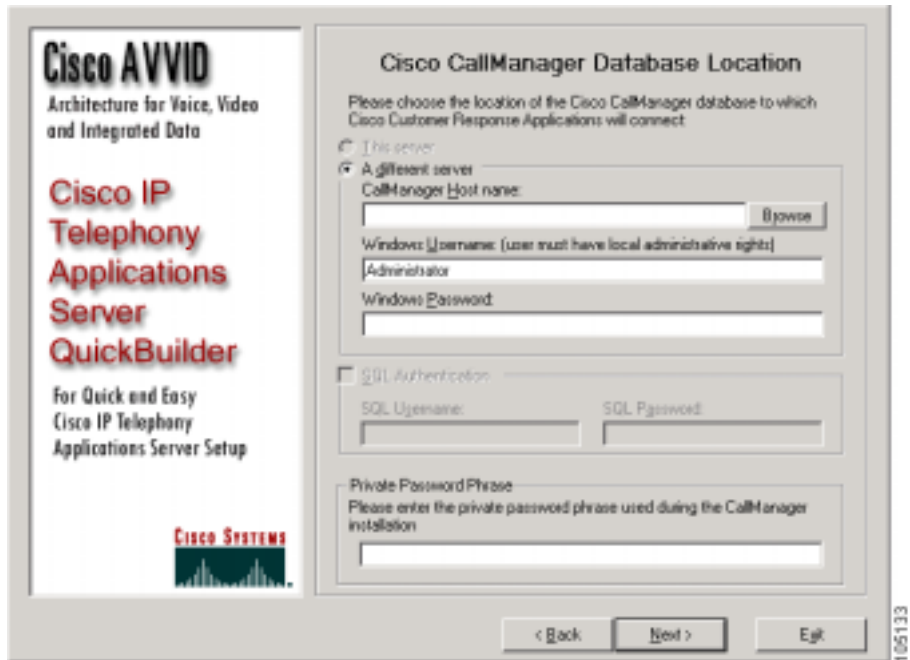 Cisco AVVID
Architecture for Voice, Video
and Integrated Data
Cisco IP
Telephony
Applications
Server
QuickBuilder
For Quick and Easy
Cisco IP Telephony
Applications Server Setup
CISCO SYSTEMS
Cisco CallManager Database Location
Please choose the location of the Cisco CallManager database to which
Cisco Customer Response Applications will connect
This server
A different server
CallManager Host name:
Browse
Windows Username: (user must have local administrative rights)
Administrator
Windows Password:
SQL Authentication
SQL Username:
SQL Password:
Private Password Phrase
Please enter the private password phrase used during the CallManager
installation
< Back
Next >
Exit
105133